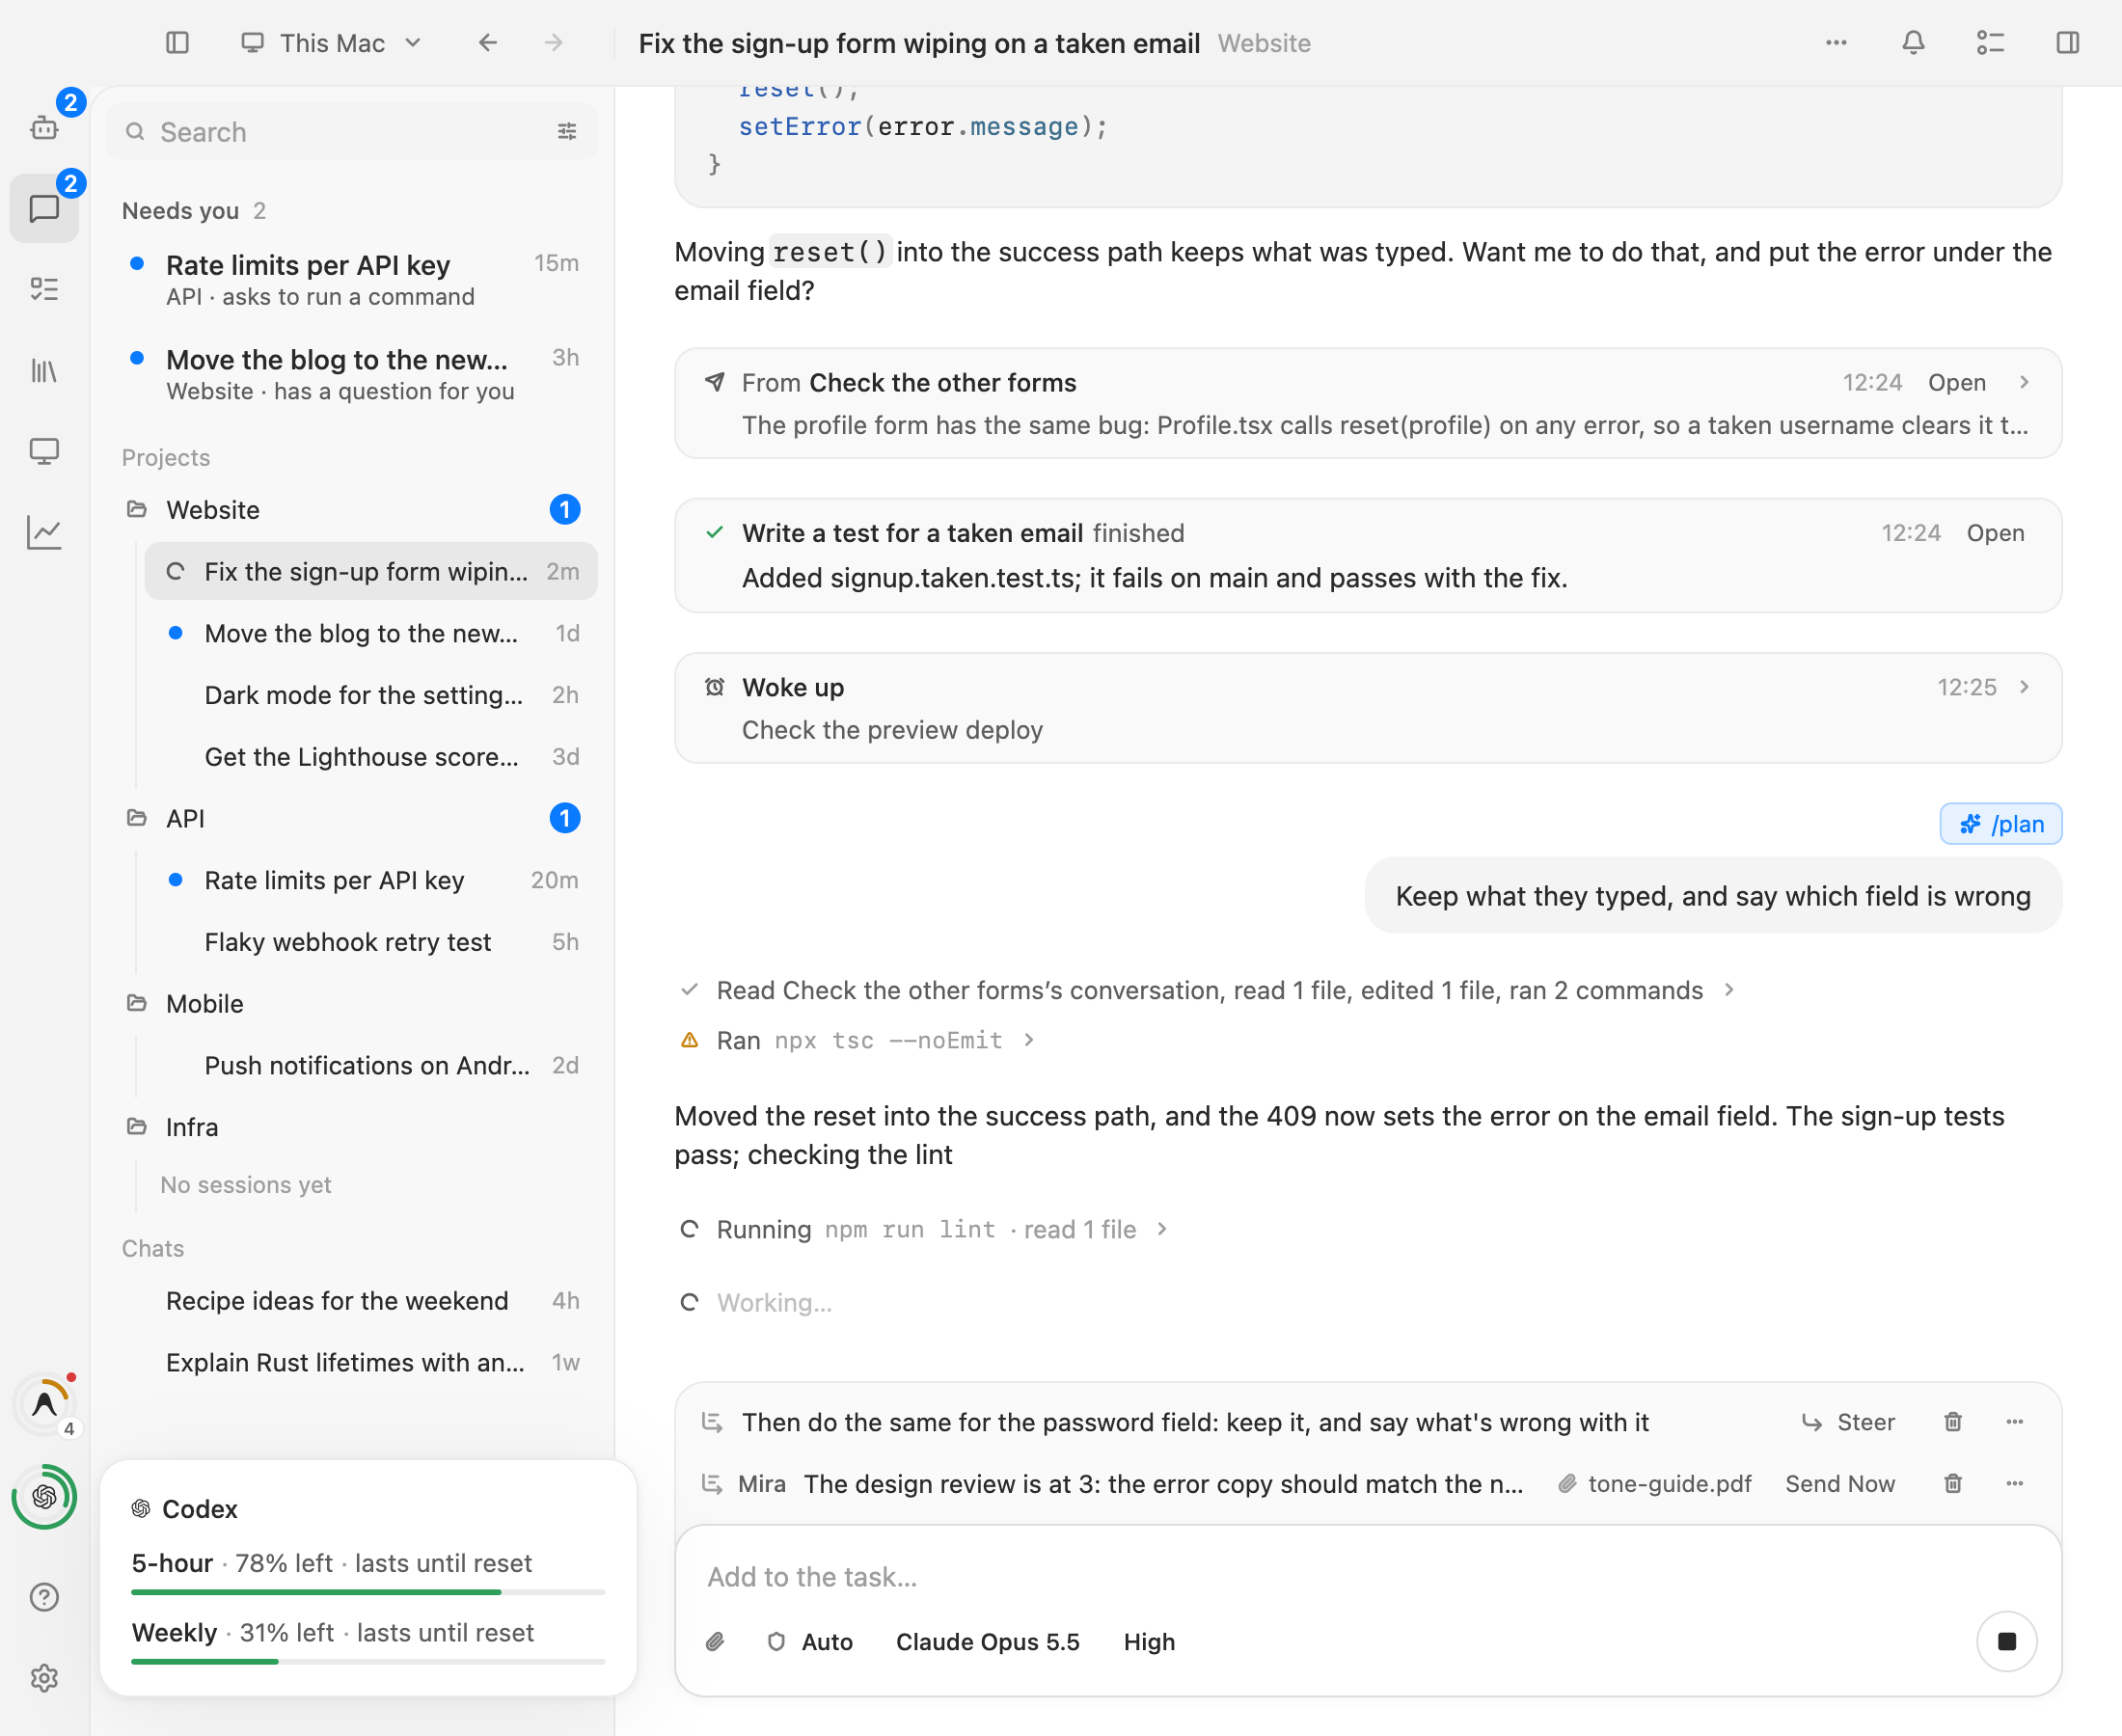 This Mac
Fix the sign-up form wiping on a taken email Website
2
2
Search
Needs you 2
Rate limits per API key 15m
API · asks to run a command
Move the blog to the new... 3h
Website · has a question for you
Projects
Website 1
Fix the sign-up form wipin... 2m
Move the blog to the new... 1d
Dark mode for the setting... 2h
Get the Lighthouse score... 3d
API 1
Rate limits per API key 20m
Flaky webhook retry test 5h
Mobile
Push notifications on Andr... 2d
Infra
No sessions yet
Chats
Recipe ideas for the weekend 4h
Explain Rust lifetimes with an... 1w
4
Codex
5-hour · 78% left · lasts until reset
Weekly · 31% left · lasts until reset
reset();
setError(error.message);
}
Moving reset() into the success path keeps what was typed. Want me to do that, and put the error under the
email field?
From Check the other forms 12:24 Open
The profile form has the same bug: Profile.tsx calls reset(profile) on any error, so a taken username clears it t...
Write a test for a taken email finished 12:24 Open
Added signup.taken.test.ts; it fails on main and passes with the fix.
Woke up 12:25
Check the preview deploy
/plan
Keep what they typed, and say which field is wrong
Read Check the other forms’s conversation, read 1 file, edited 1 file, ran 2 commands
Ran npx tsc --noEmit
Moved the reset into the success path, and the 409 now sets the error on the email field. The sign-up tests
pass; checking the lint
Running npm run lint · read 1 file
Working...
Then do the same for the password field: keep it, and say what's wrong with it Steer
Mira The design review is at 3: the error copy should match the n... tone-guide.pdf Send Now
Add to the task...
Auto Claude Opus 5.5 High